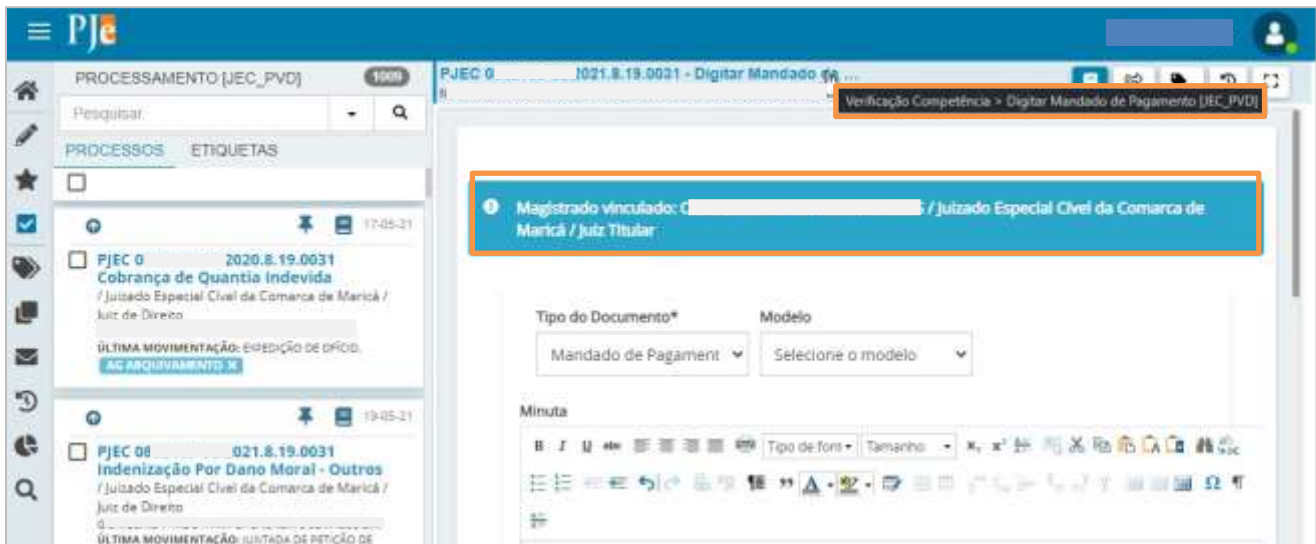 PJe
PROCESSAMENTO [JEC_PVD] 1009
Pesquisar
PROCESSOS ETIQUETAS
17-05-21
PJEC 0 2020.8.19.0031
Cobrança de Quantia Indevida
/ Juizado Especial Cível da Comarca de Maricá /
Juiz de Direito
ÚLTIMA MOVIMENTAÇÃO: EXPEDIÇÃO DE OFÍCIO.
AG ARQUIVAMENTO X
19-05-21
PJEC 08 021.8.19.0031
Indenização Por Dano Moral - Outros
/ Juizado Especial Cível da Comarca de Maricá /
Juiz de Direito
ÚLTIMA MOVIMENTAÇÃO: JUNTADA DE PETIÇÃO DE
PJEC 0 2021.8.19.0031 - Digitar Mandado de ...
Verificação Competência > Digitar Mandado de Pagamento [JEC_PVD]
Magistrado vinculado: C / Juizado Especial Cível da Comarca de
Maricá / Juiz Titular
Tipo do Documento* Modelo
Mandado de Pagament Selecione o modelo
Minuta
B I U abc Tipo de font Tamanho x₂ x²
A Ω ¶